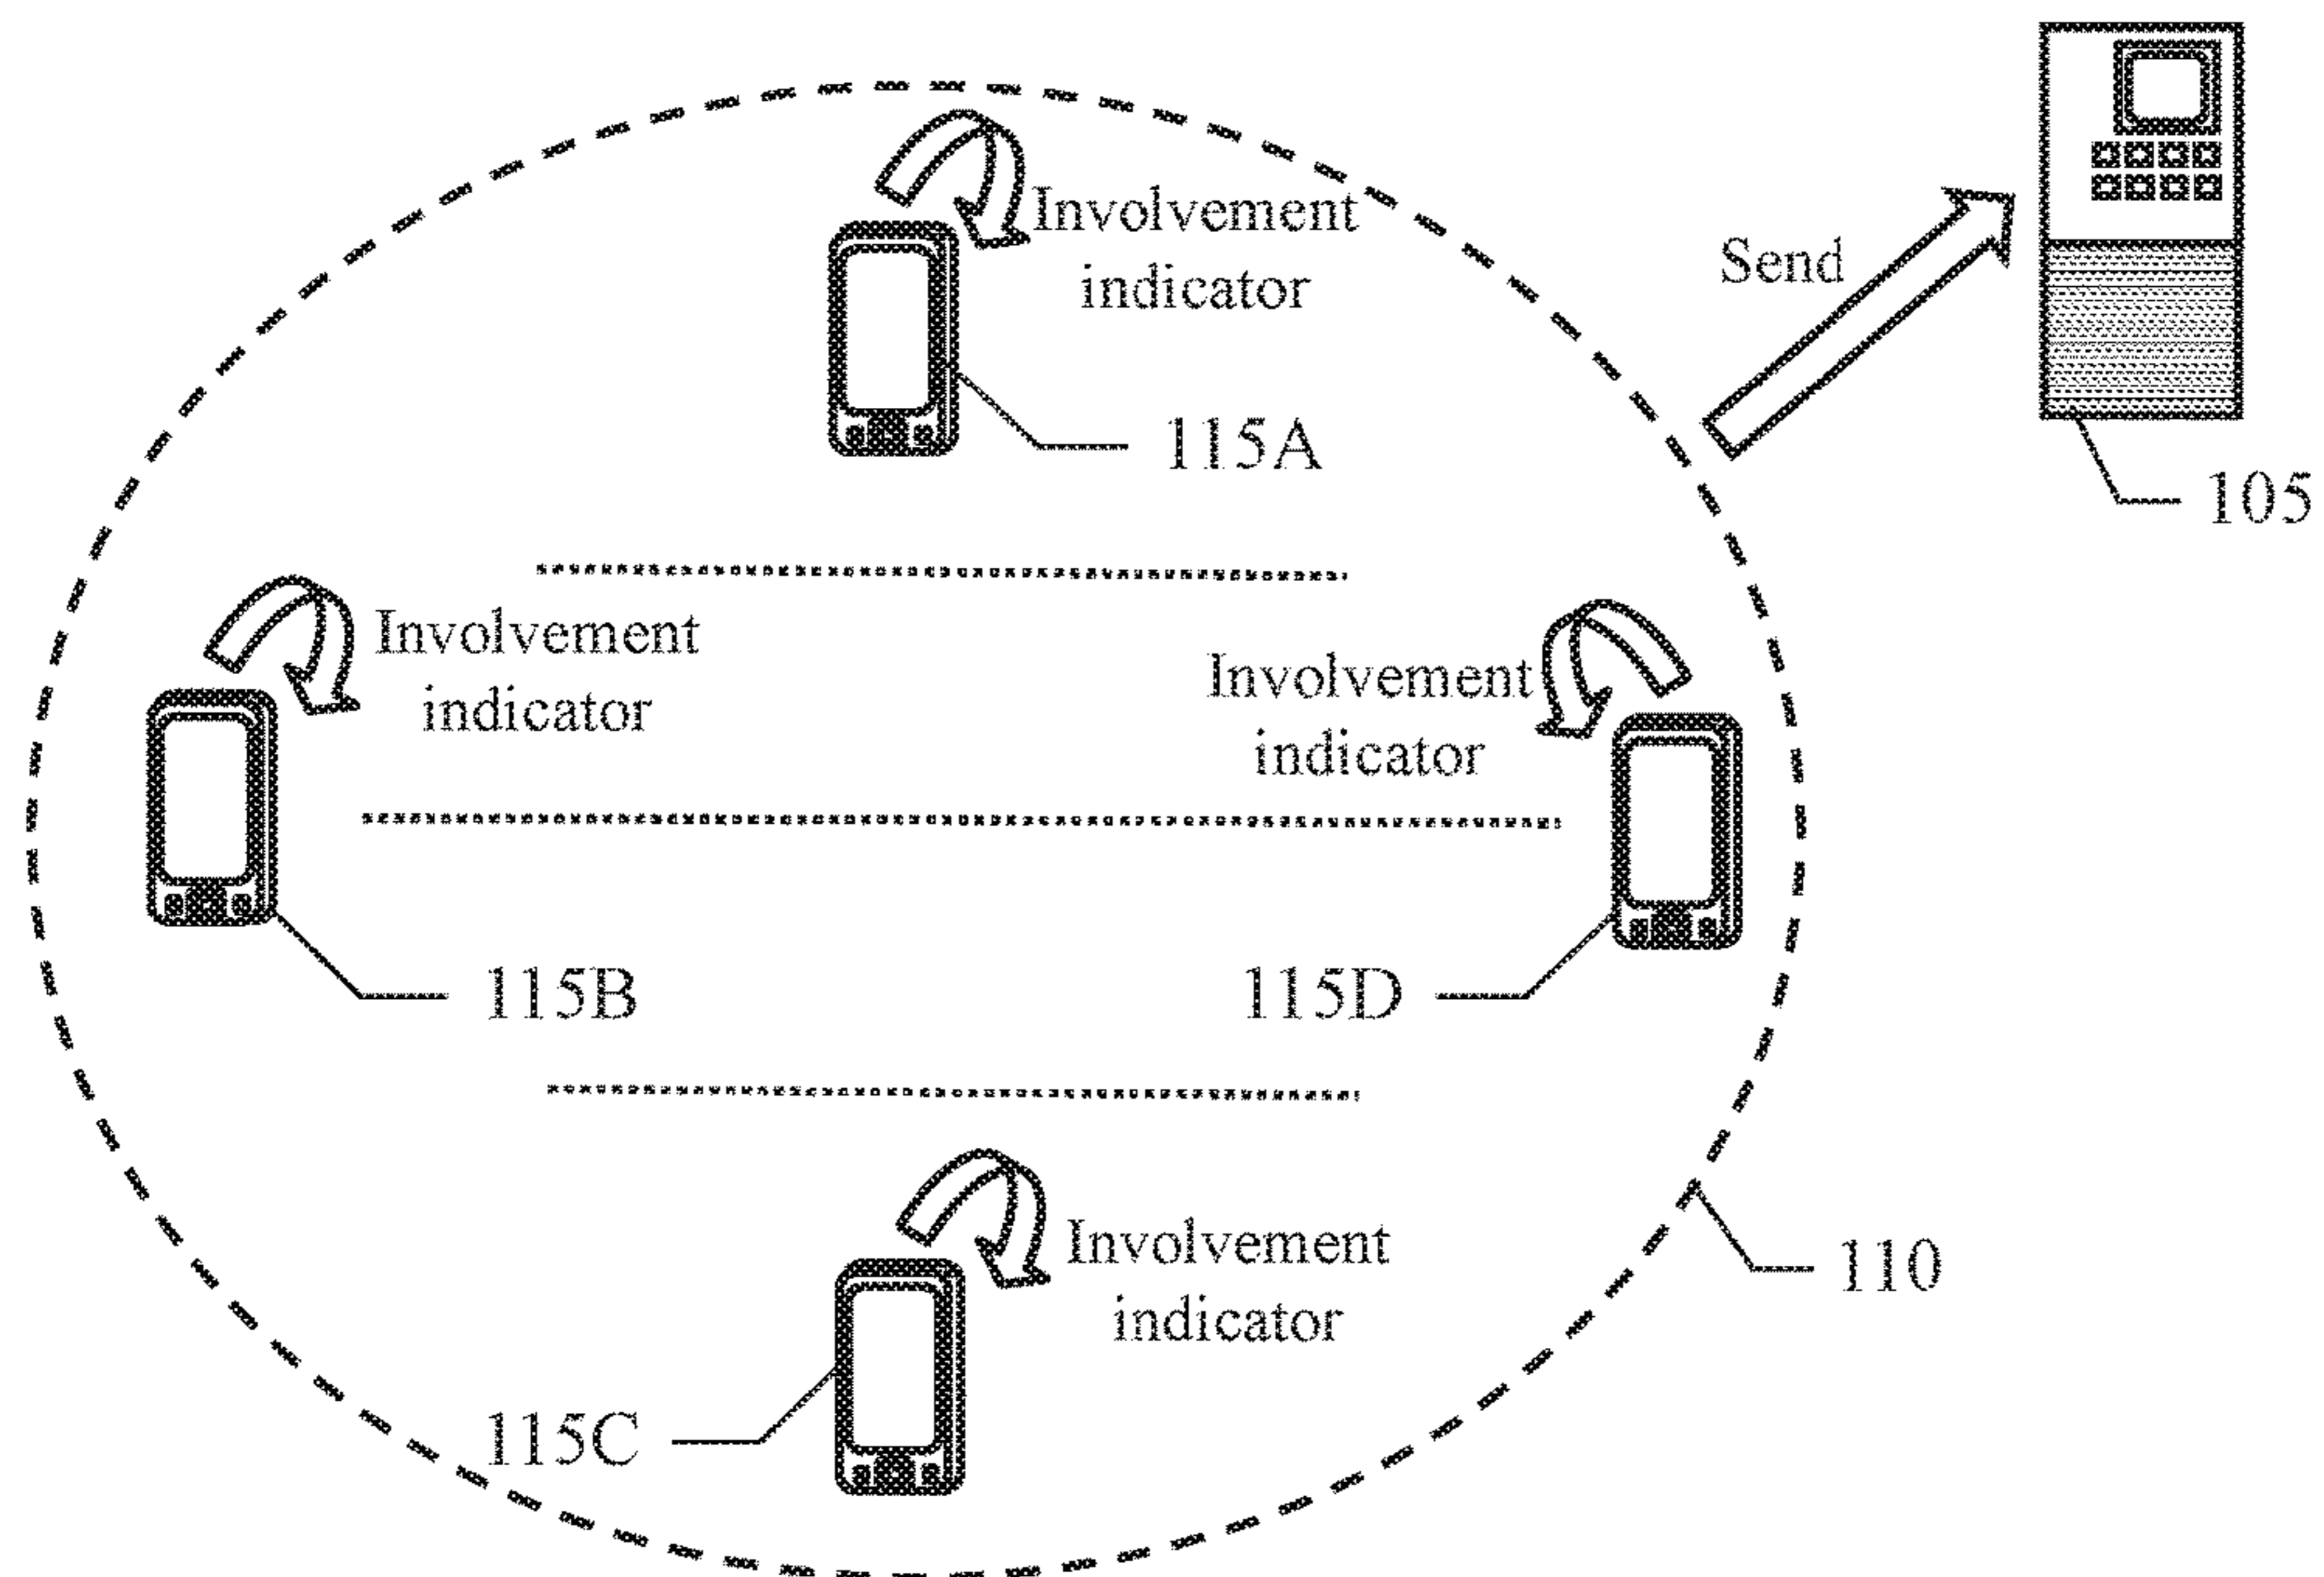 Involvement
indicator
Send
115A
105
Involvement
indicator
Involvement
indicator
115B
115D
Involvement
indicator
110
115C